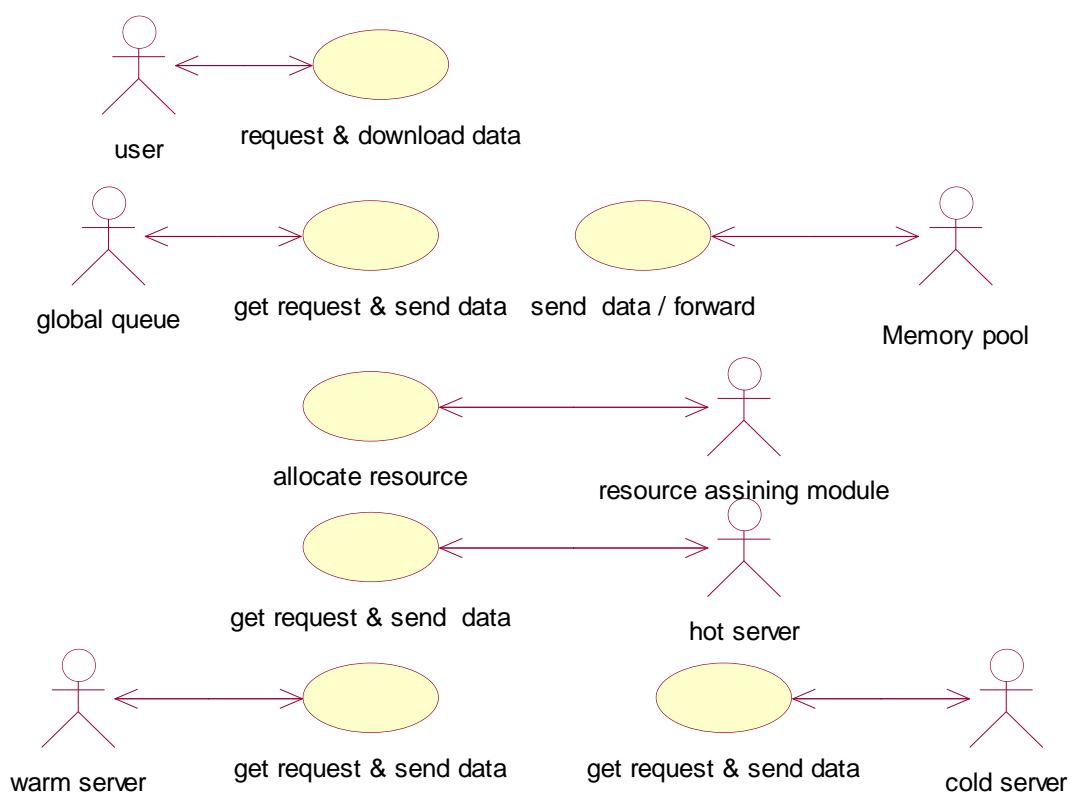 user
request & download data
global queue
get request & send data
send data / forward
Memory pool
allocate resource
resource assining module
get request & send data
hot server
warm server
get request & send data
get request & send data
cold server